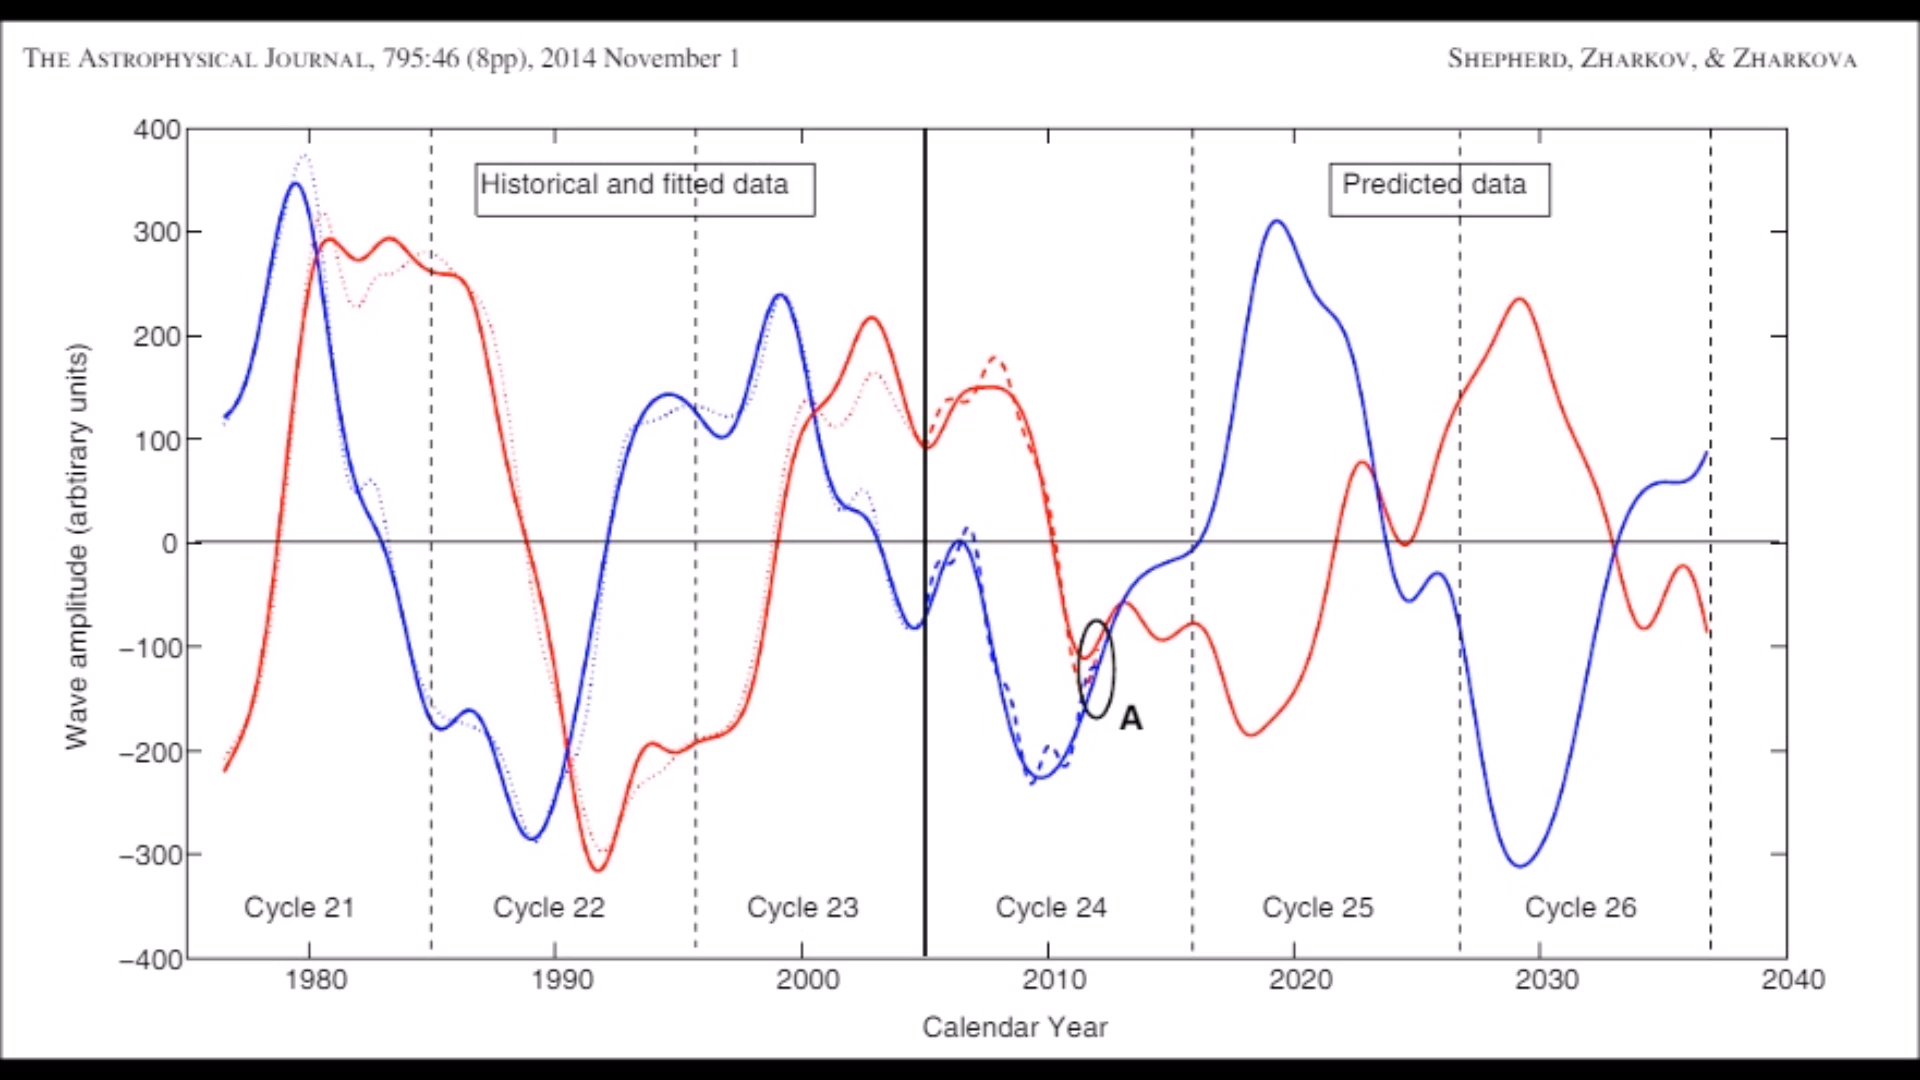 THE ASTROPHYSICAL JOURNAL, 795:46 (8pp), 2014 November 1
SHEPHERD, ZHARKOV, & ZHARKOVA
Historical and fitted data
Predicted data
Wave amplitude (arbtirary units)
400
300
200
100
0
−100
−200
−300
−400
A
Cycle 21
Cycle 22
Cycle 23
Cycle 24
Cycle 25
Cycle 26
1980
1990
2000
2010
2020
2030
2040
Calendar Year